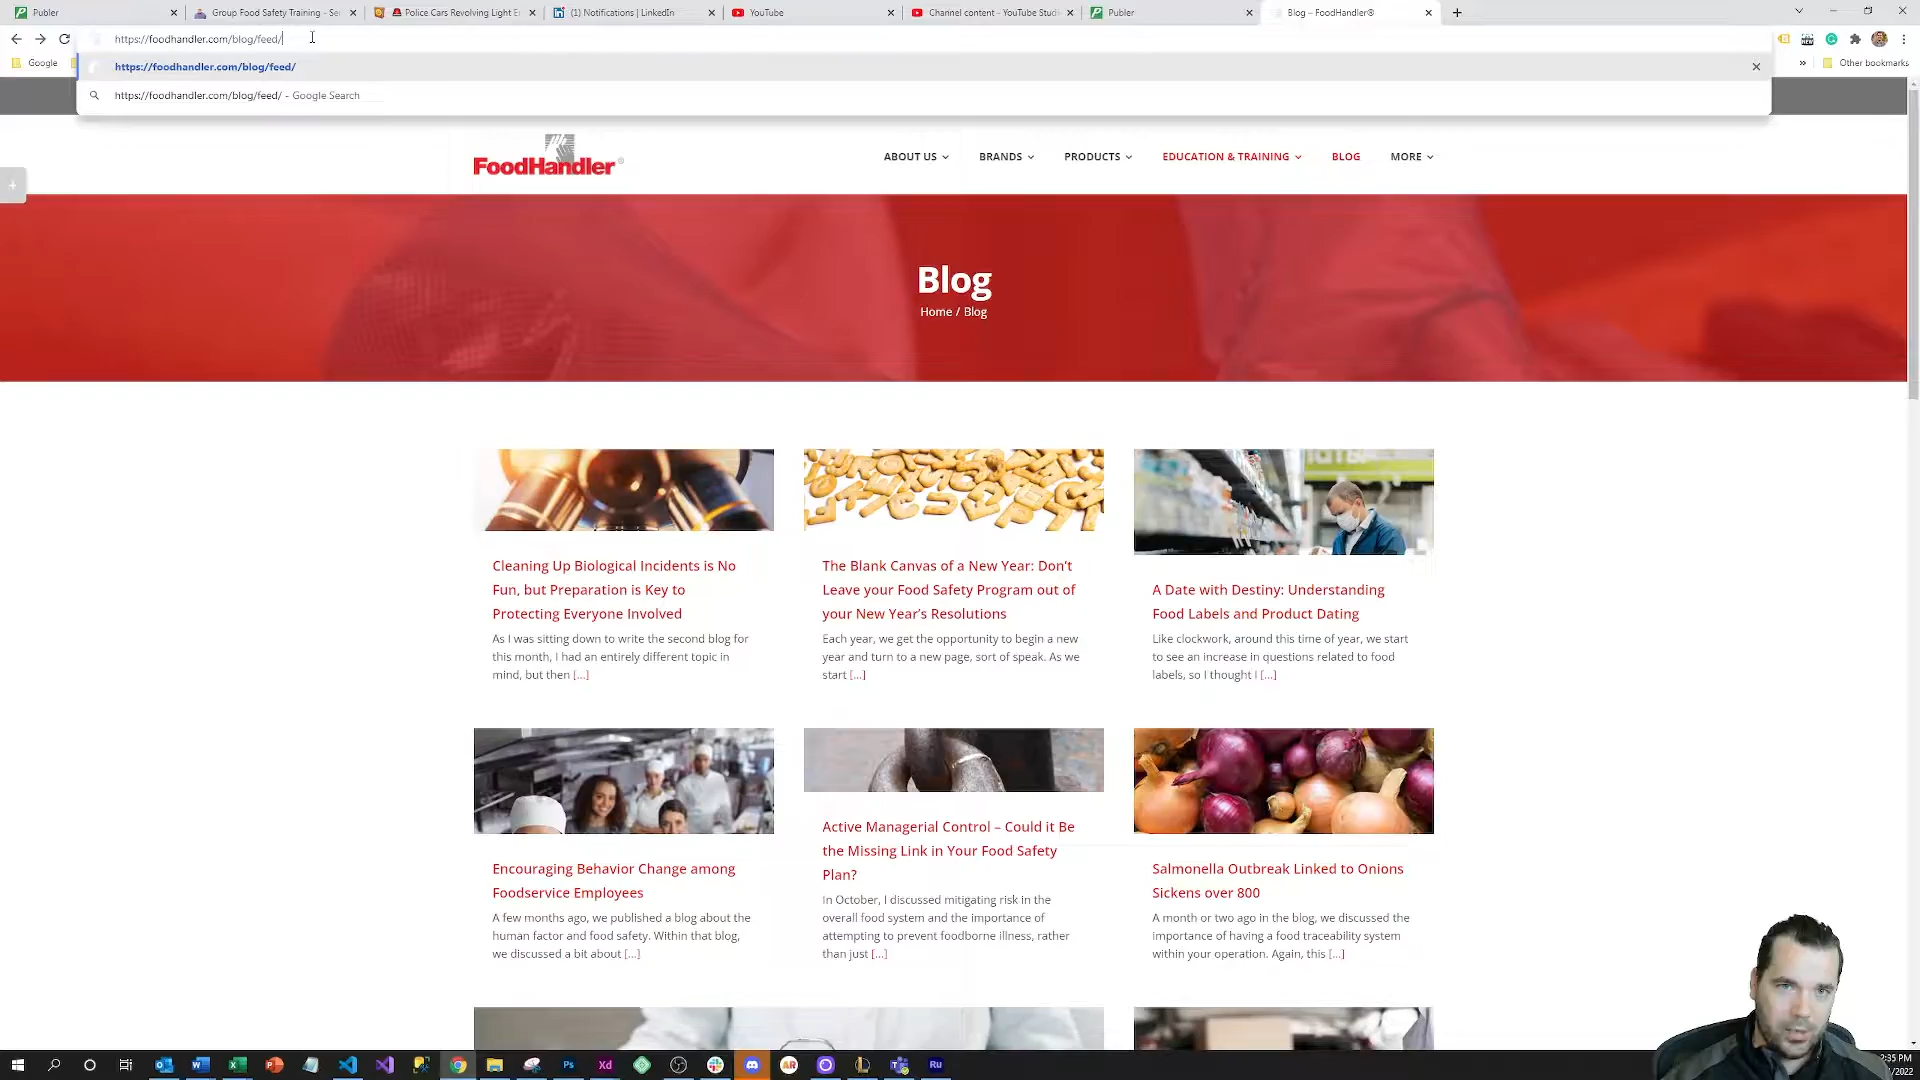 Publer
Group Food Safety Training - Se
Police Cars Revolving Light E
(1) Notifications | LinkedIn
YouTube
Channel content - YouTube Studi
Publer
Blog – FoodHandler®
https://foodhandler.com/blog/feed/
Google
https://foodhandler.com/blog/feed/
https://foodhandler.com/blog/feed/ - Google Search
Other bookmarks
FoodHandler®
ABOUT US
BRANDS
PRODUCTS
EDUCATION & TRAINING
BLOG
MORE
Blog
Home / Blog
Cleaning Up Biological Incidents is No
Fun, but Preparation is Key to
Protecting Everyone Involved
As I was sitting down to write the second blog for
this month, I had an entirely different topic in
mind, but then [...]
The Blank Canvas of a New Year: Don't
Leave your Food Safety Program out of
your New Year's Resolutions
Each year, we get the opportunity to begin a new
year and turn to a new page, sort of speak. As we
start [...]
A Date with Destiny: Understanding
Food Labels and Product Dating
Like clockwork, around this time of year, we start
to see an increase in questions related to food
labels, so I thought I [...]
Encouraging Behavior Change among
Foodservice Employees
A few months ago, we published a blog about the
human factor and food safety. Within that blog,
we discussed a bit about [...]
Active Managerial Control – Could it Be
the Missing Link in Your Food Safety
Plan?
In October, I discussed mitigating risk in the
overall food system and the importance of
attempting to prevent foodborne illness, rather
than just [...]
Salmonella Outbreak Linked to Onions
Sickens over 800
A month or two ago in the blog, we discussed the
importance of having a food traceability system
within your operation. Again, this [...]
Ps
Xd
AR
Ru
2:35 PM
/2022